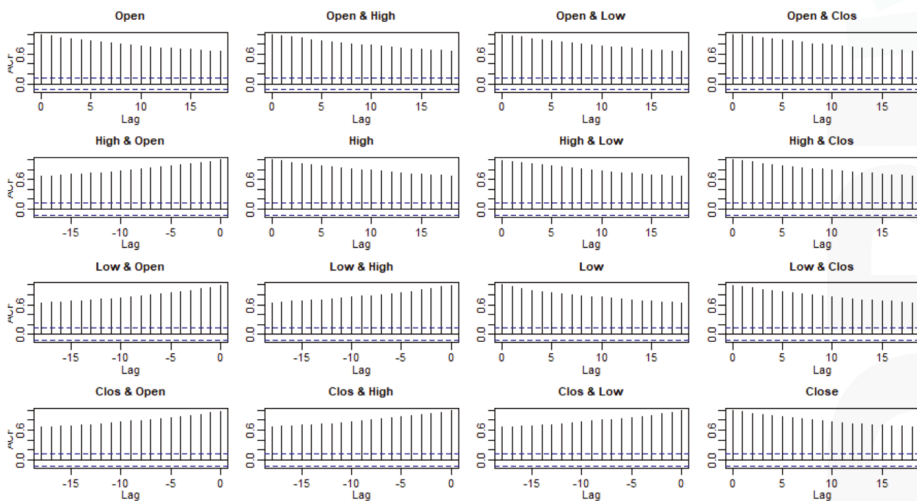 Open
Open & High
Open & Low
Open & Clos
ACF
0.0 0.6
0 5 10 15
0.0 0.6
0 5 10 15
0.0 0.6
0 5 10 15
0.0 0.6
0 5 10 15
Lag
Lag
Lag
Lag
High & Open
High
High & Low
High & Clos
ACF
0.0 0.6
-15 -10 -5 0
0.0 0.6
0 5 10 15
0.0 0.6
0 5 10 15
0.0 0.6
0 5 10 15
Lag
Lag
Lag
Lag
Low & Open
Low & High
Low
Low & Clos
ACF
0.0 0.6
-15 -10 -5 0
0.0 0.6
-15 -10 -5 0
0.0 0.6
0 5 10 15
0.0 0.6
0 5 10 15
Lag
Lag
Lag
Lag
Clos & Open
Clos & High
Clos & Low
Close
ACF
0.0 0.6
-15 -10 -5 0
0.0 0.6
-15 -10 -5 0
0.0 0.6
-15 -10 -5 0
0.0 0.6
0 5 10 15
Lag
Lag
Lag
Lag